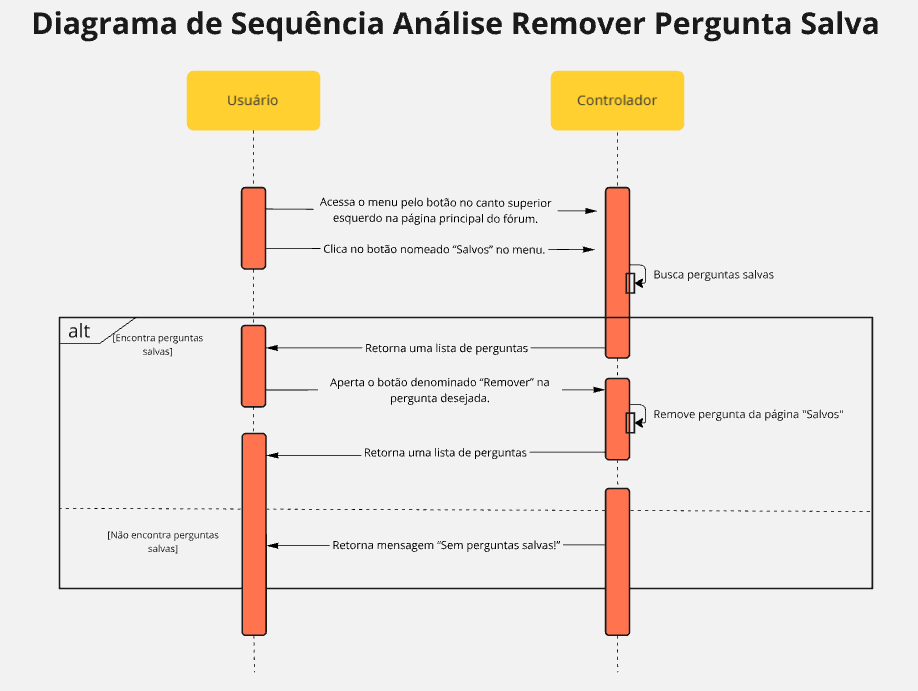 Diagrama de Sequência Análise Remover Pergunta Salva
Usuário
Controlador
Acessa o menu pelo botão no canto superior
esquerdo na página principal do fórum.
Clica no botão nomeado “Salvos” no menu.
Busca perguntas salvas
alt
[Encontra perguntas
salvas]
Retorna uma lista de perguntas
Aperta o botão denominado “Remover” na
pergunta desejada.
Remove pergunta da página "Salvos"
Retorna uma lista de perguntas
[Não encontra perguntas
salvas]
Retorna mensagem “Sem perguntas salvas!”